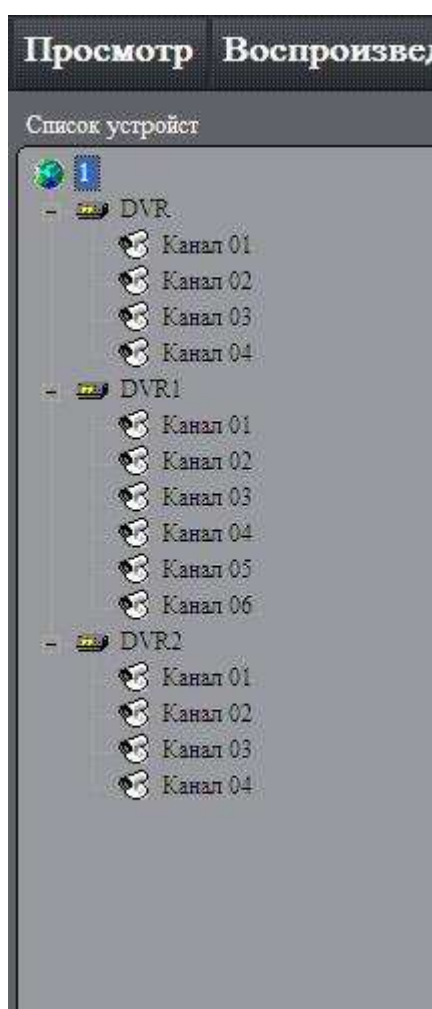 Просмотр Воспроизвед
Список устройст
1
DVR
Канал 01
Канал 02
Канал 03
Канал 04
DVR1
Канал 01
Канал 02
Канал 03
Канал 04
Канал 05
Канал 06
DVR2
Канал 01
Канал 02
Канал 03
Канал 04